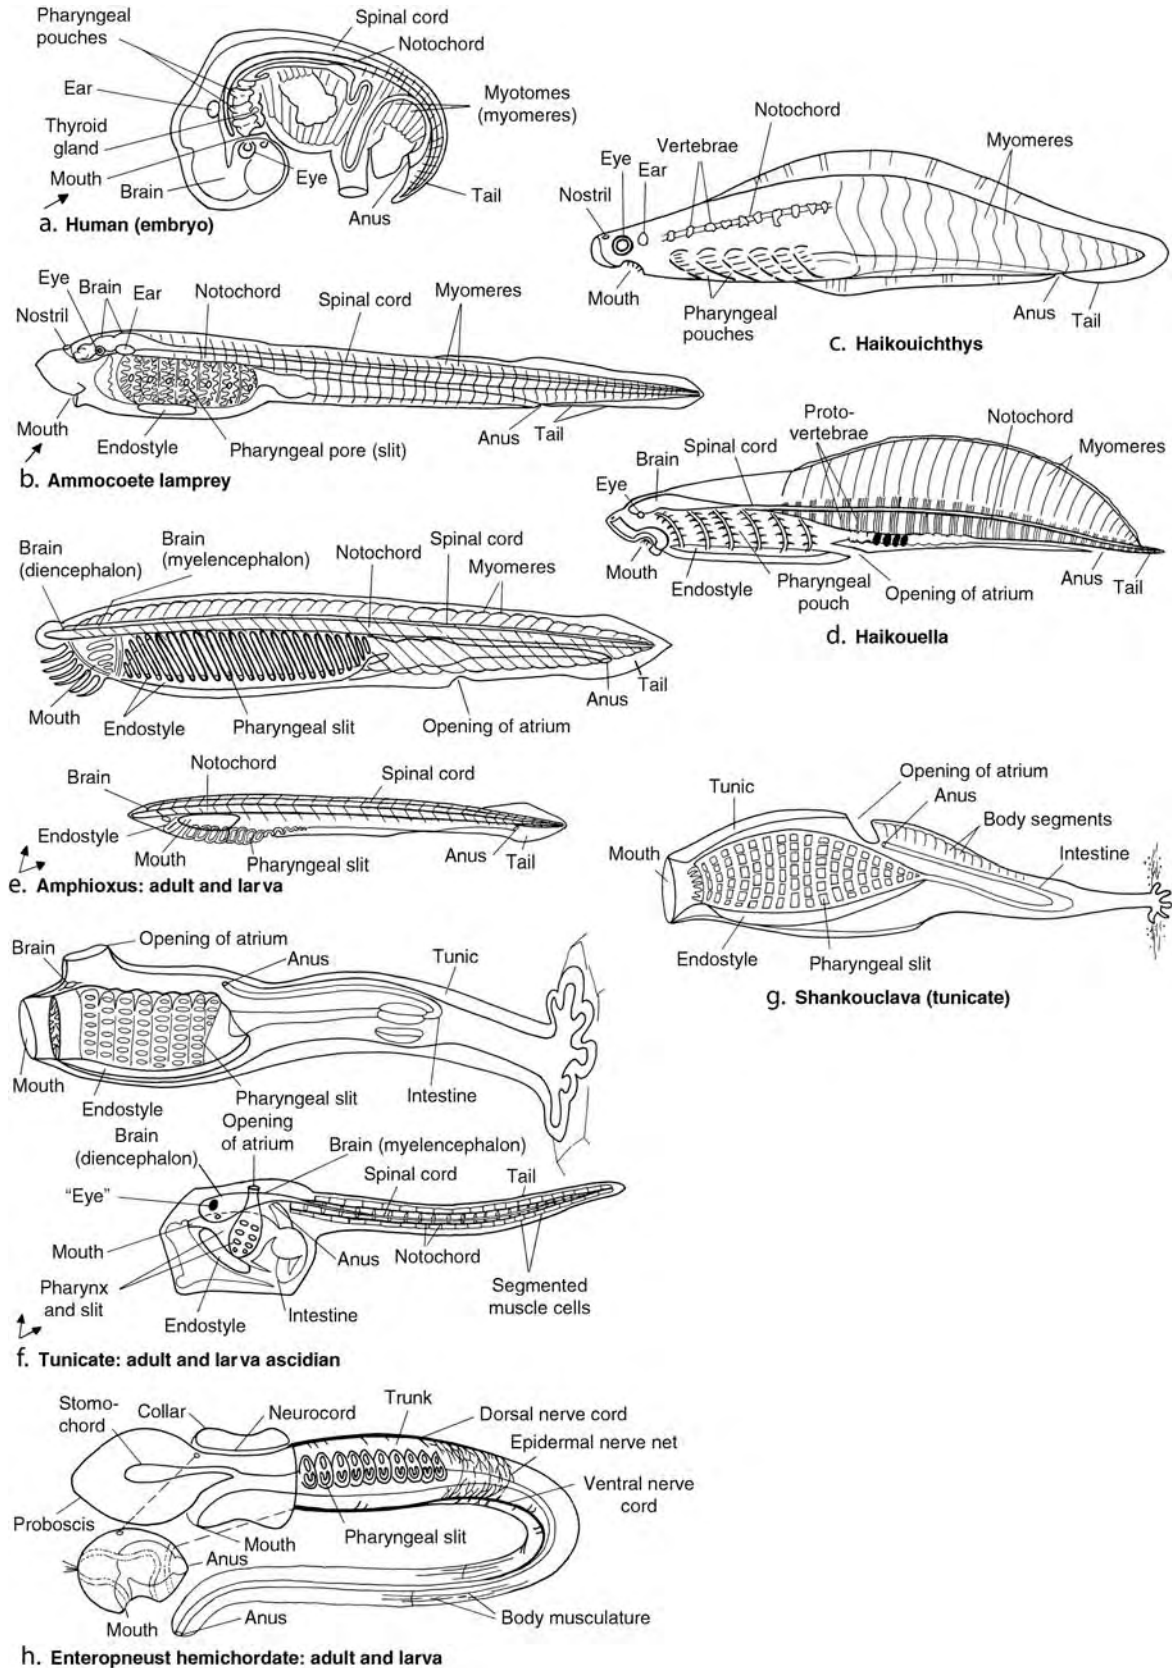 Pharyngeal
pouches
Spinal cord
Notochord
Ear
Myotomes
(myomeres)
Thyroid
gland
Mouth
Brain
Eye
Anus
Tail
a. Human (embryo)
Notochord
Vertebrae
Myomeres
Eye
Ear
Nostril
Mouth
Pharyngeal
pouches
Anus
Tail
c. Haikouichthys
Eye
Brain
Ear
Notochord
Spinal cord
Myomeres
Nostril
Mouth
Endostyle
Pharyngeal pore (slit)
Anus
Tail
b. Ammocoete lamprey
Proto-
vertebrae
Notochord
Spinal cord
Myomeres
Brain
Eye
Mouth
Endostyle
Pharyngeal
pouch
Opening of atrium
Anus
Tail
d. Haikouella
Brain
(diencephalon)
Brain
(myelencephalon)
Notochord
Spinal cord
Myomeres
Mouth
Endostyle
Pharyngeal slit
Opening of atrium
Anus
Tail
Brain
Notochord
Spinal cord
Endostyle
Mouth
Pharyngeal slit
Anus
Tail
e. Amphioxus: adult and larva
Opening of atrium
Tunic
Anus
Body segments
Mouth
Intestine
Endostyle
Pharyngeal slit
g. Shankouclava (tunicate)
Brain
Opening of atrium
Anus
Tunic
Mouth
Endostyle
Pharyngeal slit
Intestine
Brain
(diencephalon)
Opening
of atrium
Brain (myelencephalon)
Spinal cord
Tail
“Eye”
Mouth
Anus
Notochord
Pharynx
and slit
Endostyle
Intestine
Segmented
muscle cells
f. Tunicate: adult and larva ascidian
Stomo-
chord
Collar
Neurocord
Trunk
Dorsal nerve cord
Epidermal nerve net
Ventral nerve
cord
Proboscis
Mouth
Pharyngeal slit
Anus
Mouth
Anus
Body musculature
h. Enteropneust hemichordate: adult and larva